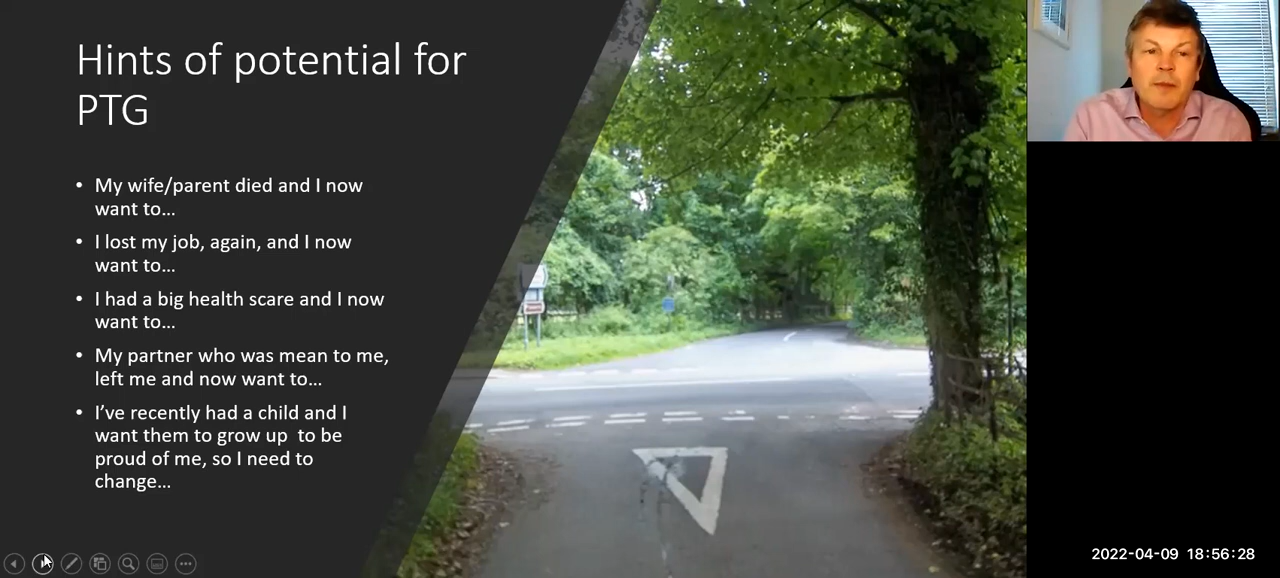 Hints of potential for
PTG
• My wife/parent died and I now
want to...
• I lost my job, again, and I now
want to...
• I had a big health scare and I now
want to...
• My partner who was mean to me,
left me and now want to...
• I've recently had a child and I
want them to grow up  to be
proud of me, so I need to
change...
2022-04-09 18:56:28